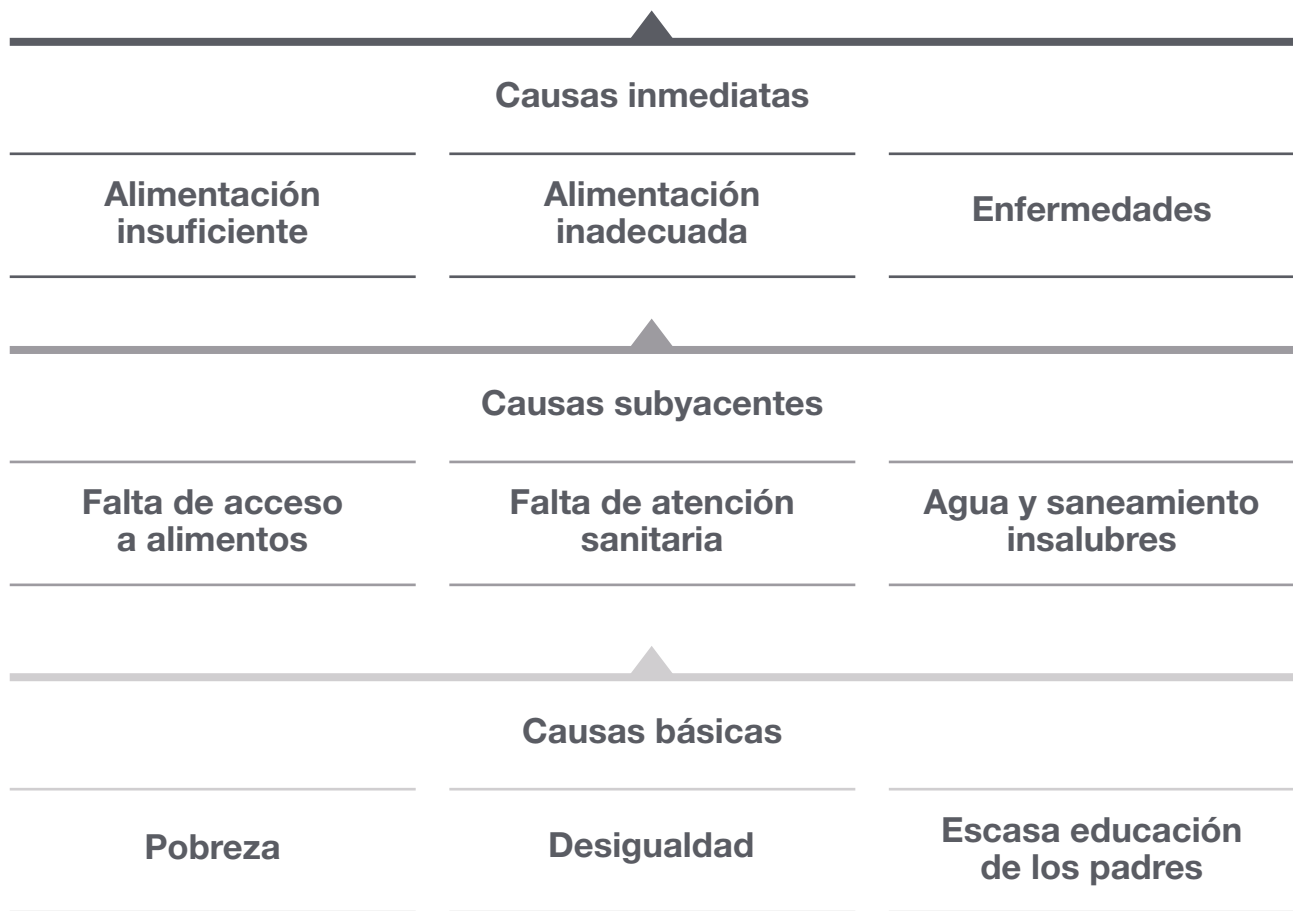 Causas inmediatas
Alimentación
insuficiente
Alimentación
inadecuada
Enfermedades
Causas subyacentes
Falta de acceso
a alimentos
Falta de atención
sanitaria
Agua y saneamiento
insalubres
Causas básicas
Pobreza
Desigualdad
Escasa educación
de los padres